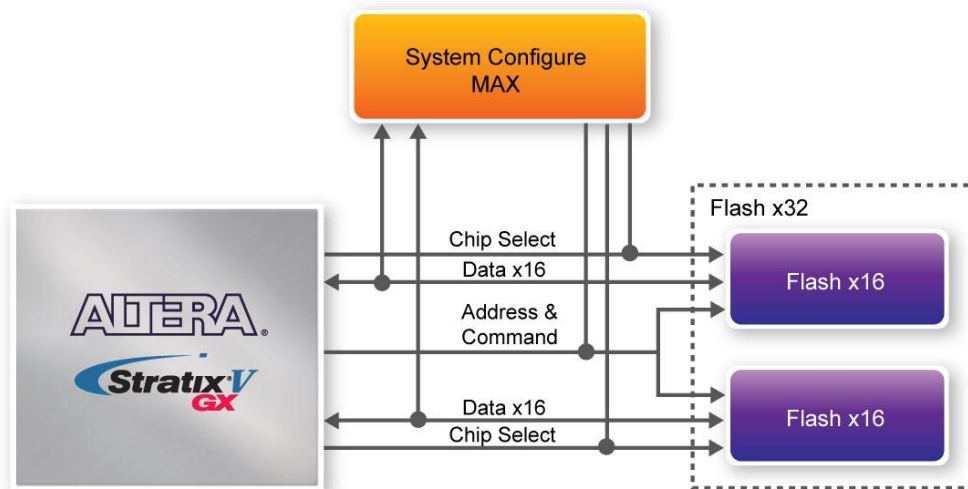 System Configure
MAX
Flash x32
Chip Select
Data x16
Flash x16
Address &
Command
ALTERA®
Stratix® V
GX
Data x16
Flash x16
Chip Select